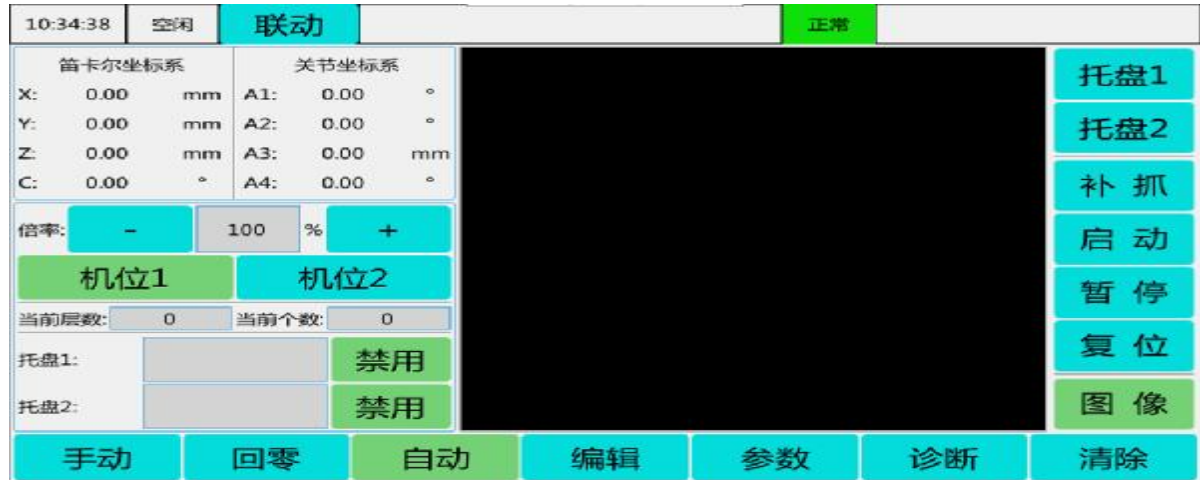 10:34:38 空闲 联动 正常
笛卡尔坐标系 关节坐标系
X: 0.00 mm A1: 0.00 °
Y: 0.00 mm A2: 0.00 °
Z: 0.00 mm A3: 0.00 mm
C: 0.00 ° A4: 0.00 °
倍率: - 100 % +
机位1 机位2
当前层数: 0 当前个数: 0
托盘1: 禁用
托盘2: 禁用
托盘1
托盘2
补 抓
启 动
暂 停
复 位
图 像
手动 回零 自动 编辑 参数 诊断 清除